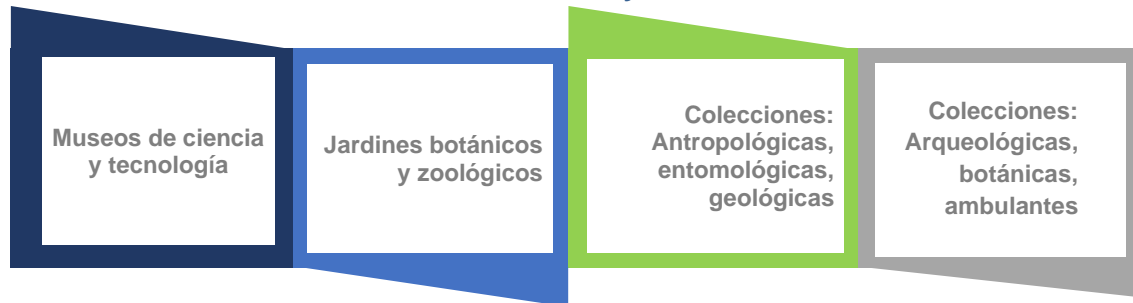 Museos de ciencia
y tecnología
Jardines botánicos
y zoológicos
Colecciones:
Antropológicas,
entomológicas,
geológicas
Colecciones:
Arqueológicas,
botánicas,
ambulantes